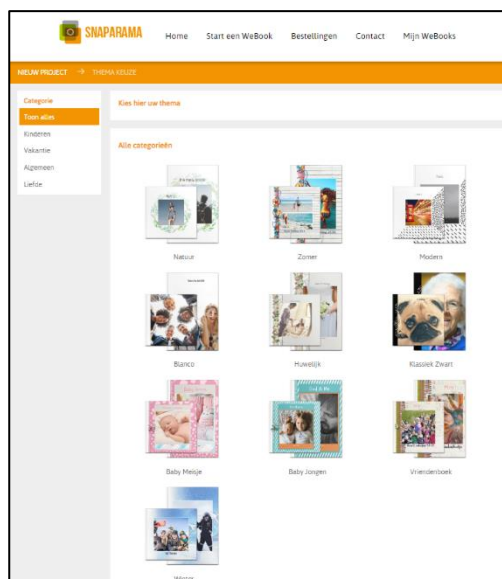 SNAPARAMA
Home Start een WeBook Bestellingen Contact Mijn WeBooks
NIEUW PROJECT → THEMA KEUZE
Categorie
Toon alles
Kinderen
Vakantie
Algemeen
Liefde
Kies hier uw thema
Alle categorieën
Natuur Zomer Modern
Blanco Huwelijk Klassiek Zwart
Baby Meisje Baby Jongen Vriendenboek